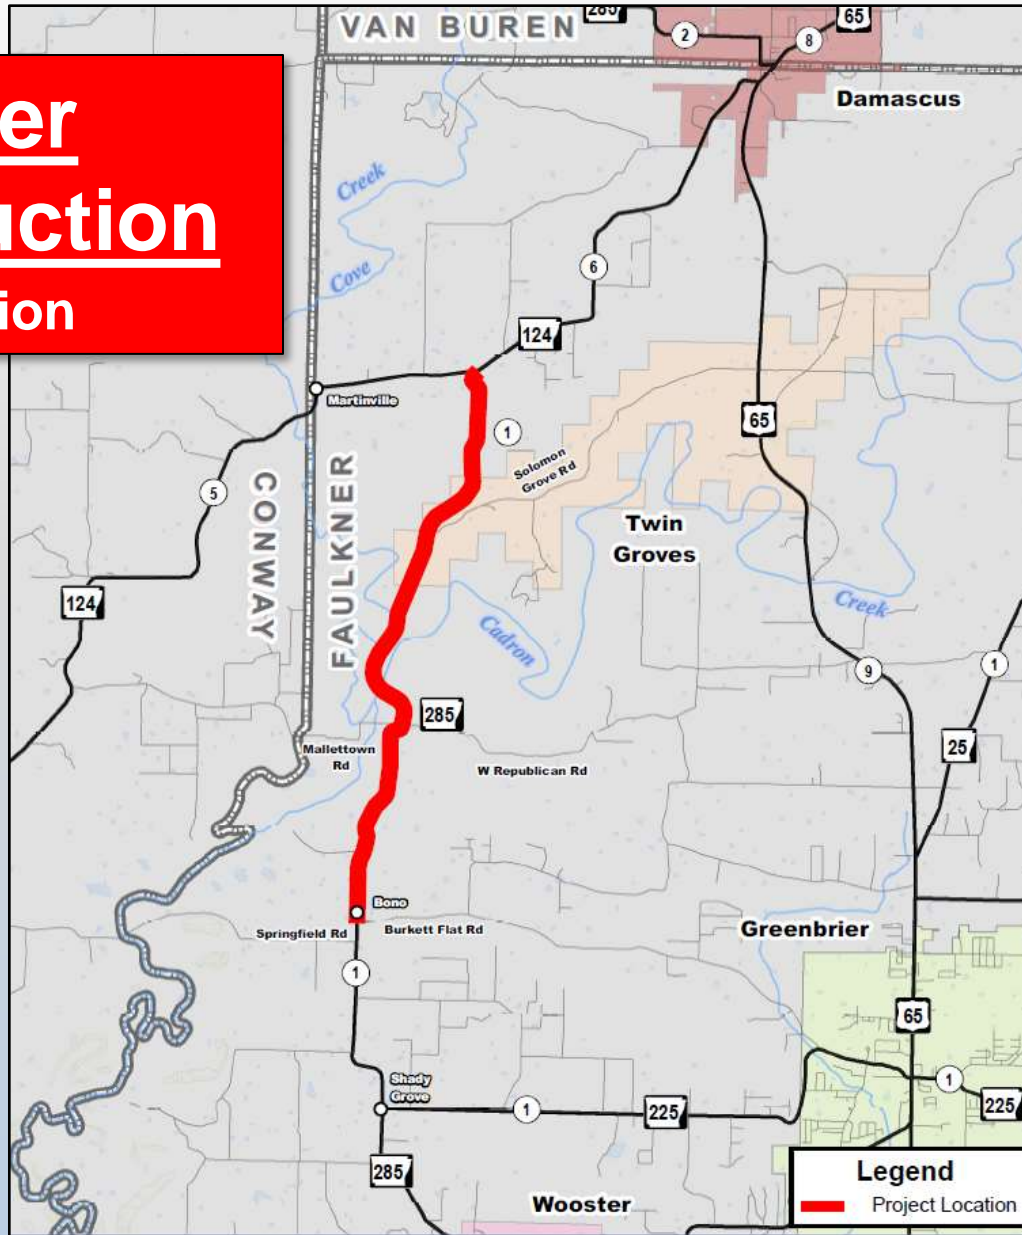 VAN BUREN
285
65
2
8
Damascus
er
uction
ion
Creek
Cove
6
124
Martinville
1
65
Solomon
Grove Rd
5
CONWAY
FAULKNER
Twin
Groves
124
Cadron
Creek
9
1
285
25
Mallettown
Rd
W Republican Rd
Bono
Springfield Rd
Burkett Flat Rd
Greenbrier
1
65
Shady
Grove
1
225
1
225
285
Wooster
Legend
Project Location